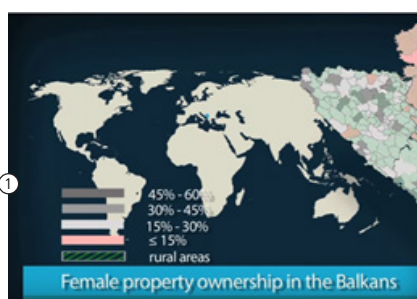 1
45% - 60%
30% - 45%
15% - 30%
≤ 15%
rural areas
Female property ownership in the Balkans